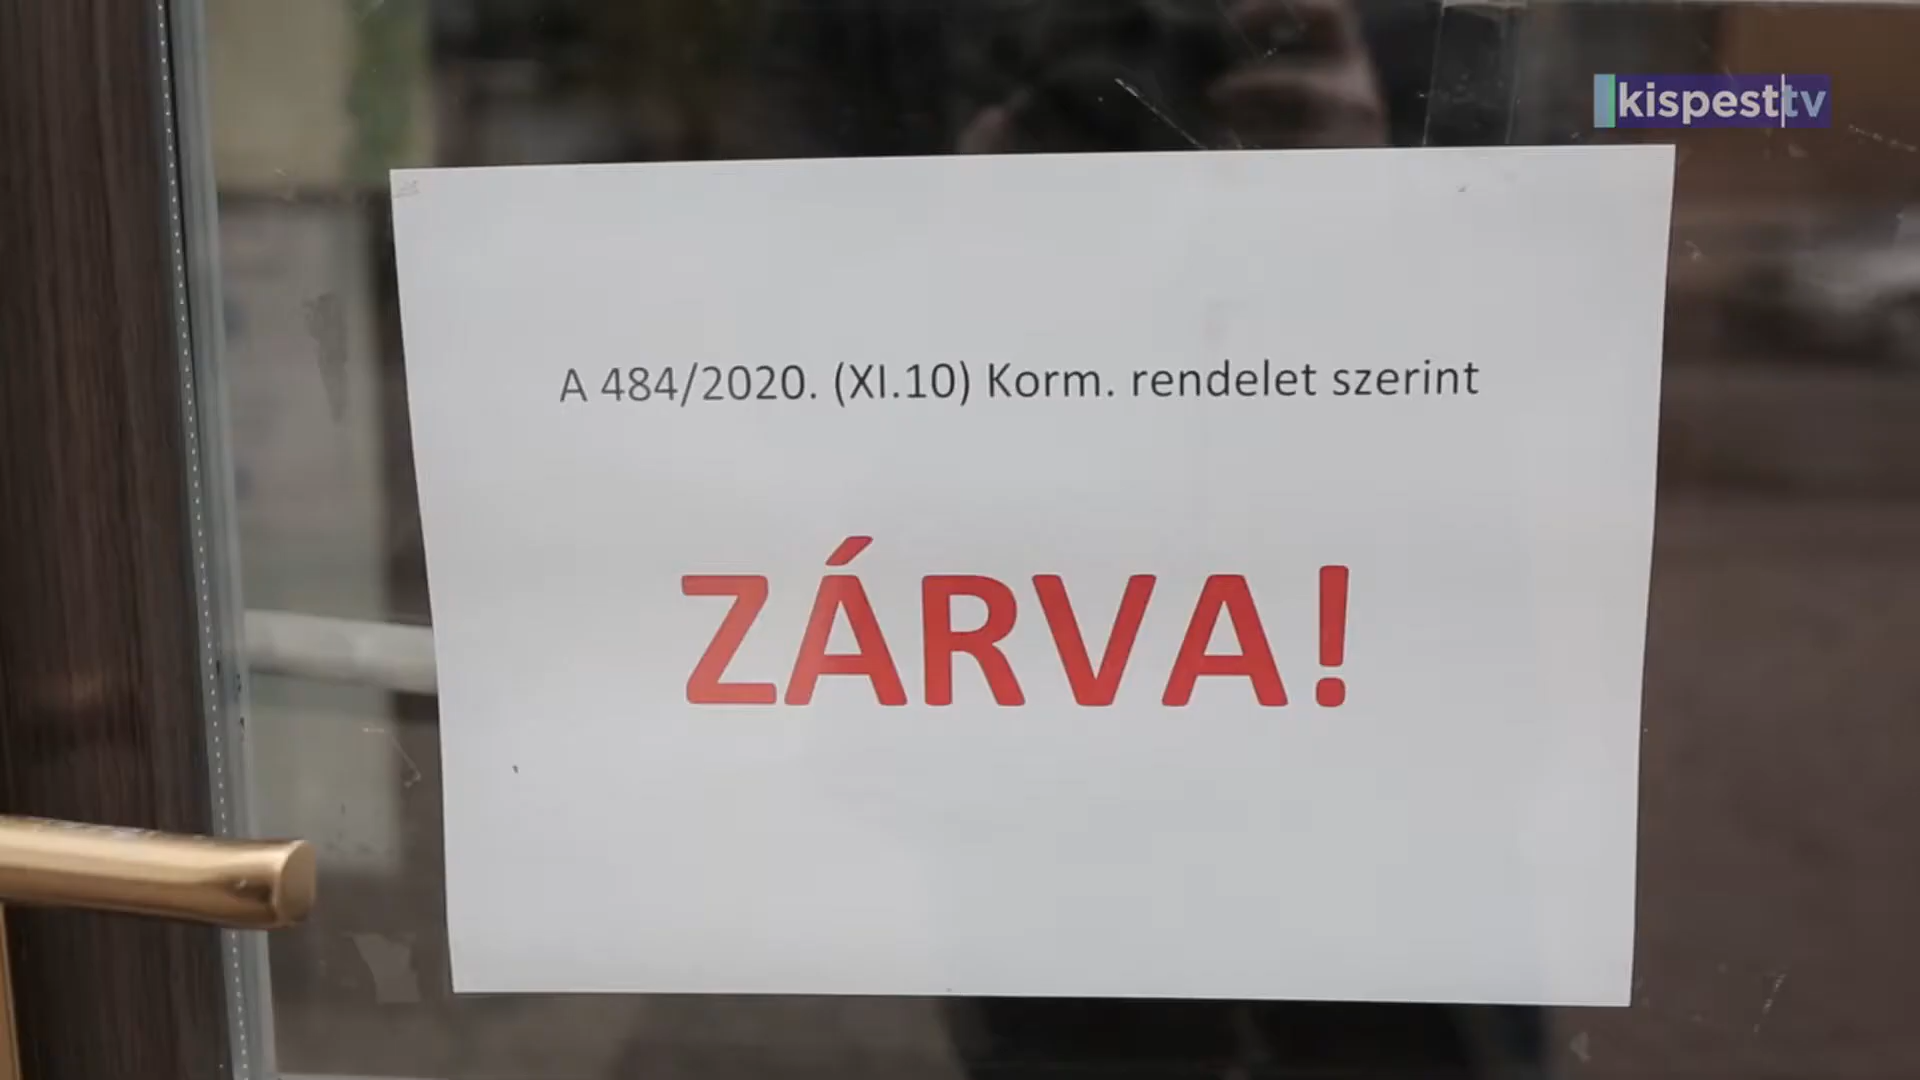 kispest tv
A 484/2020. (XI.10) Korm. rendelet szerint
ZÁRVA!